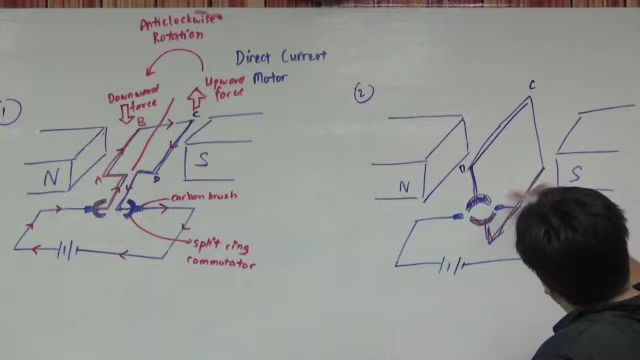 Anticlockwise
Rotation
Direct Current
Motor
Downward
force
Upward
force
1
B
C
N
S
A
D
carbon brush
split ring
commutator
2
C
D
N
S